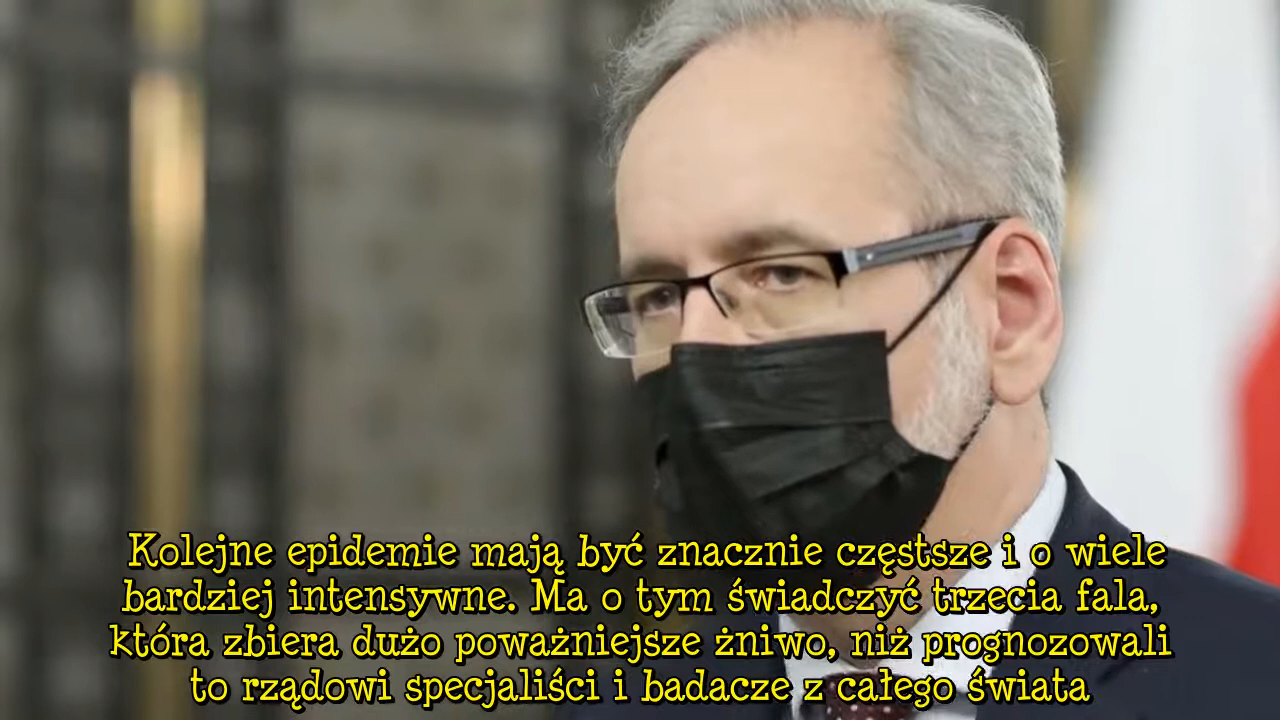 Kolejne epidemie mają być znacznie częstsze i o wiele
bardziej intensywne. Ma o tym świadczyć trzecia fala,
która zbiera dużo poważniejsze żniwo, niż prognozowali
to rządowi specjaliści i badacze z całego świata